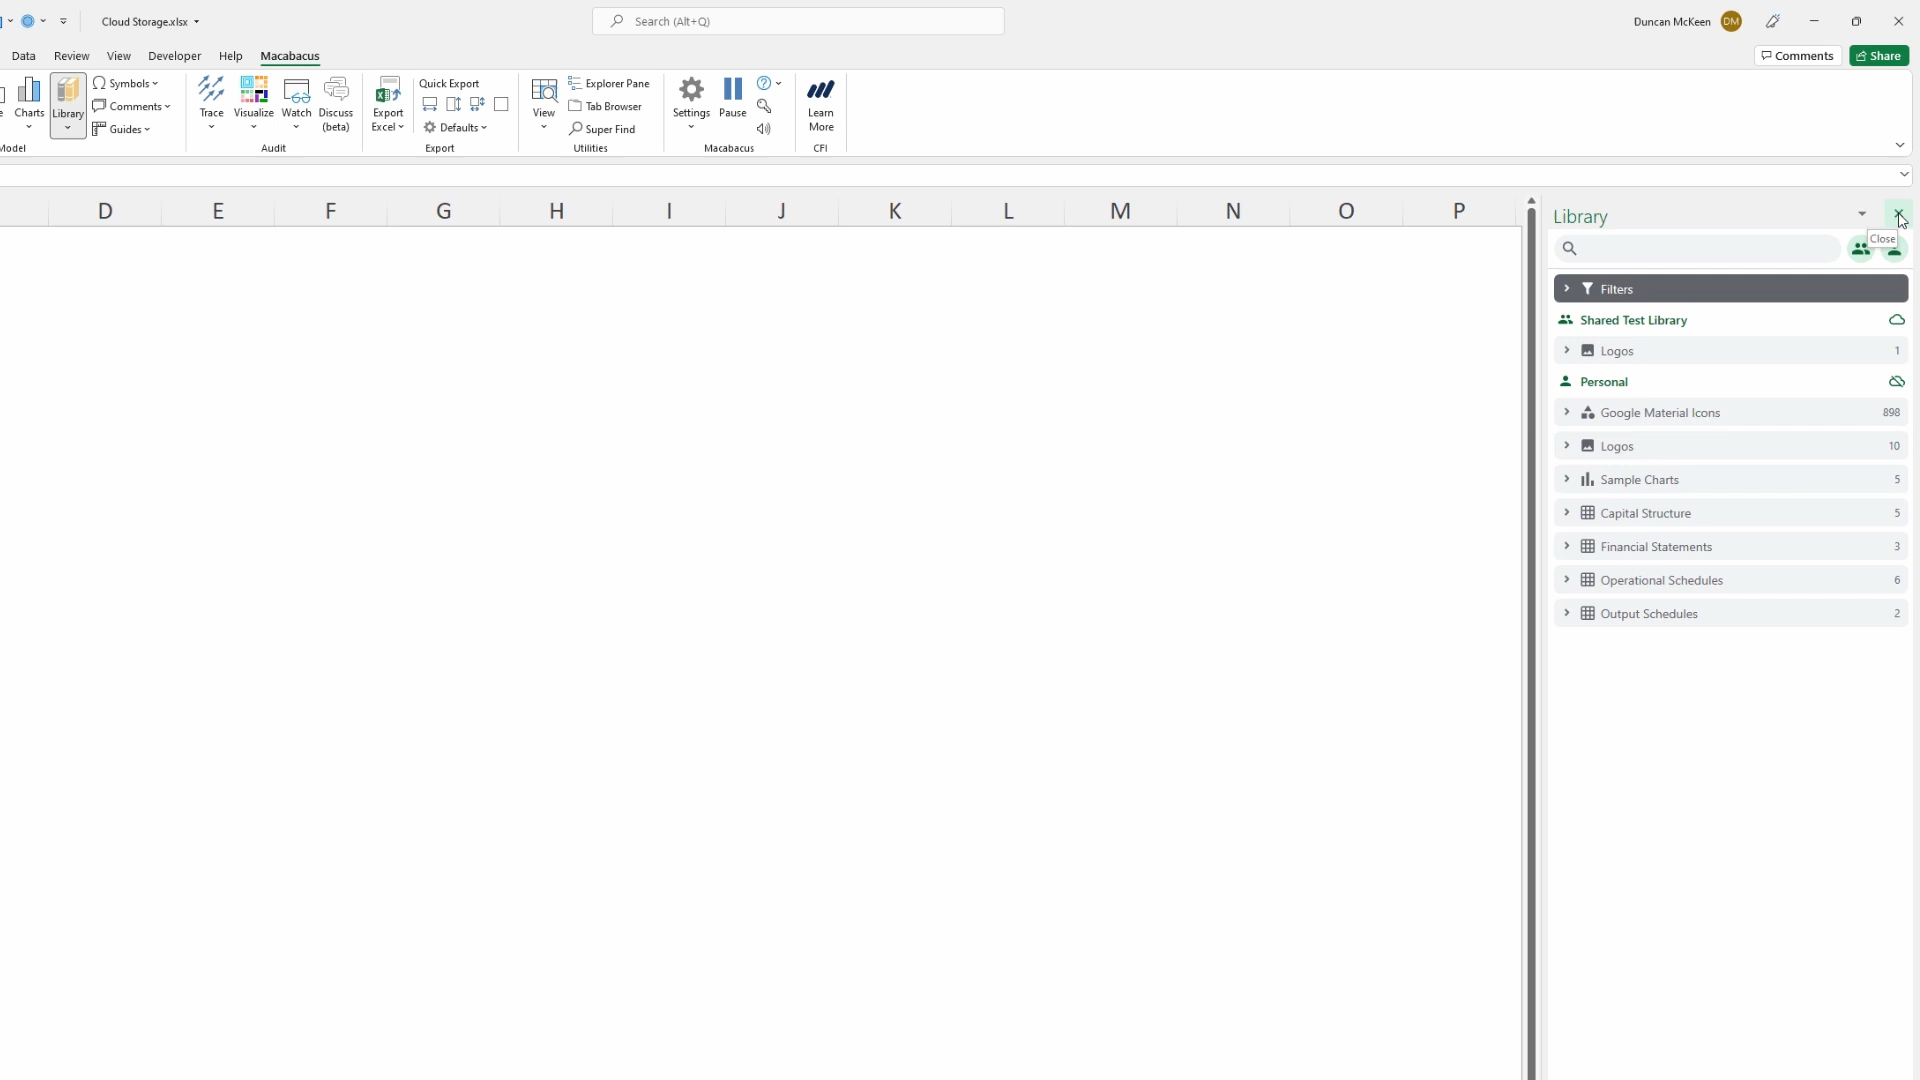 Cloud Storage.xlsx
Search (Alt+Q)
Duncan McKeen DM
Data Review View Developer Help Macabacus
Comments Share
Charts
Library
Symbols
Comments
Guides
Trace
Visualize
Watch
Discuss
(beta)
Audit
Export
Excel
Quick Export
Defaults
Export
View
Explorer Pane
Tab Browser
Super Find
Utilities
Settings
Pause
Macabacus
Learn
More
CFI
D E F G H I J K L M N O P
Library
Close
Filters
Shared Test Library
Logos 1
Personal
Google Material Icons 898
Logos 10
Sample Charts 5
Capital Structure 5
Financial Statements 3
Operational Schedules 6
Output Schedules 2